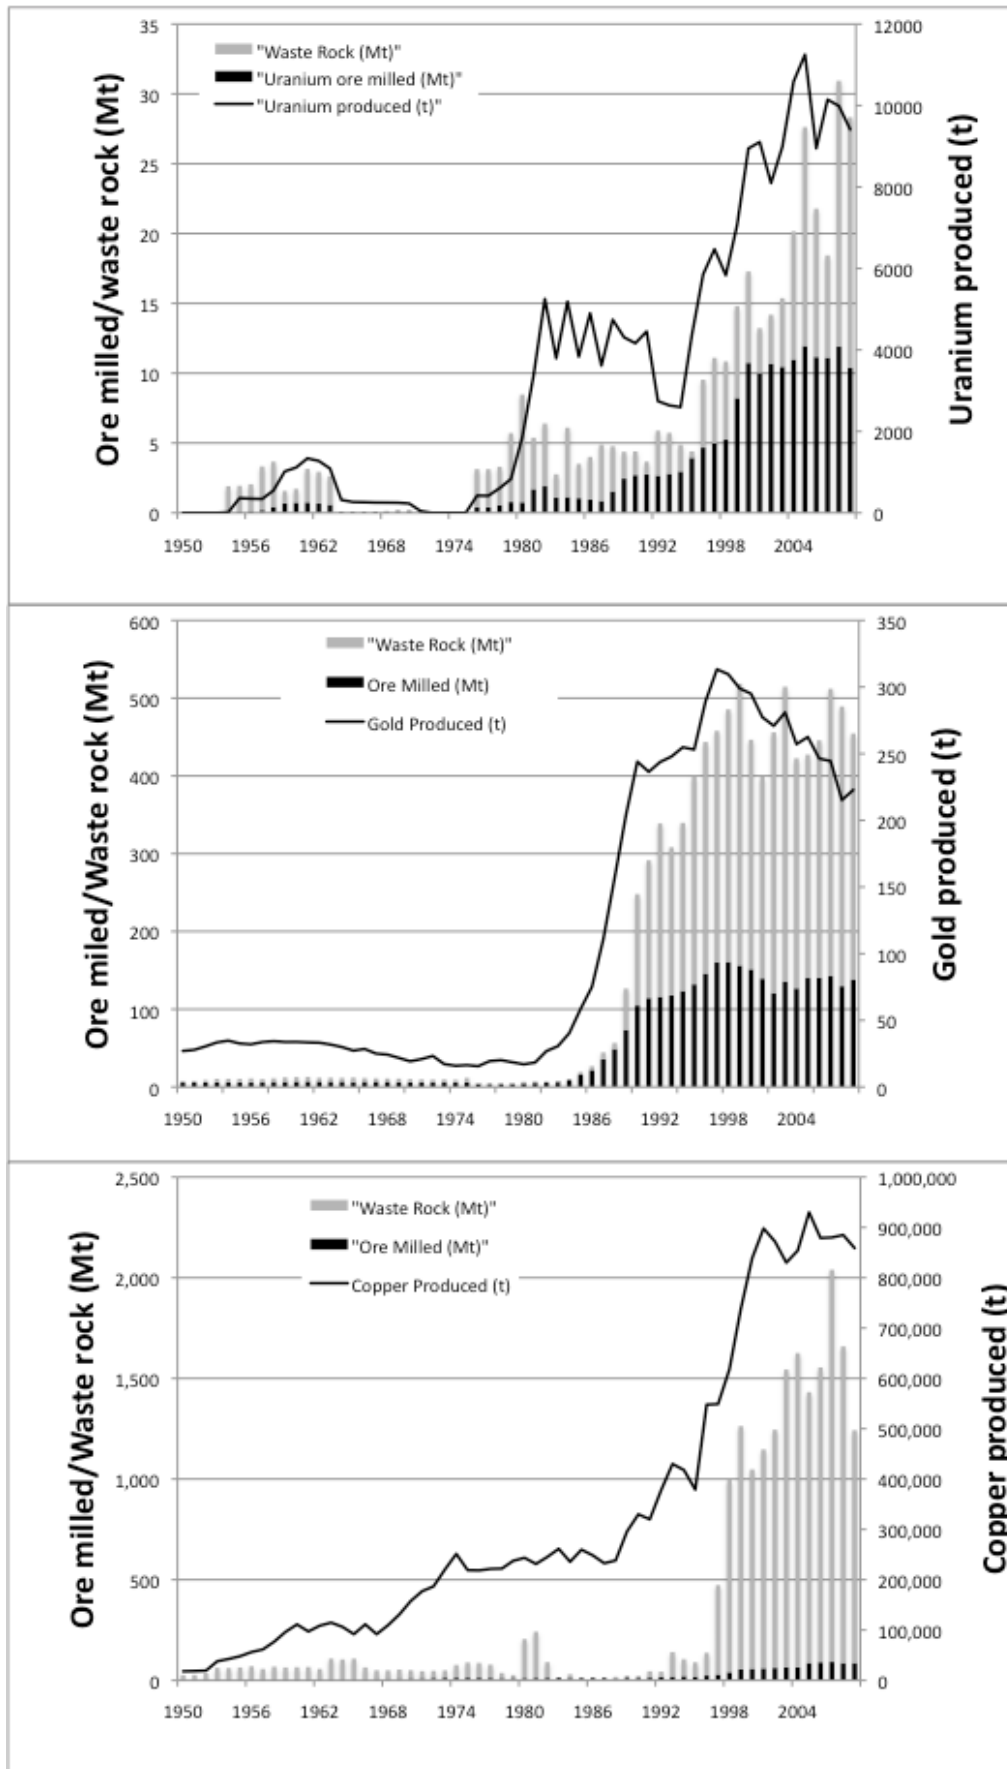 35
30
25
20
15
10
5
0
Ore milled/waste rock (Mt)
"Waste Rock (Mt)"
"Uranium ore milled (Mt)"
"Uranium produced (t)"
12000
10000
8000
6000
4000
2000
0
Uranium produced (t)
1950 1956 1962 1968 1974 1980 1986 1992 1998 2004
600
500
400
300
200
100
0
Ore miled/Waste rock (Mt)
"Waste Rock (Mt)"
Ore Milled (Mt)
Gold Produced (t)
350
300
250
200
150
100
50
0
Gold produced (t)
1950 1956 1962 1968 1974 1980 1986 1992 1998 2004
2,500
2,000
1,500
1,000
500
0
Ore milled/Waste rock (Mt)
"Waste Rock (Mt)"
"Ore Milled (Mt)"
Copper Produced (t)
1,000,000
900,000
800,000
700,000
600,000
500,000
400,000
300,000
200,000
100,000
0
Copper produced (t)
1950 1956 1962 1968 1974 1980 1986 1992 1998 2004